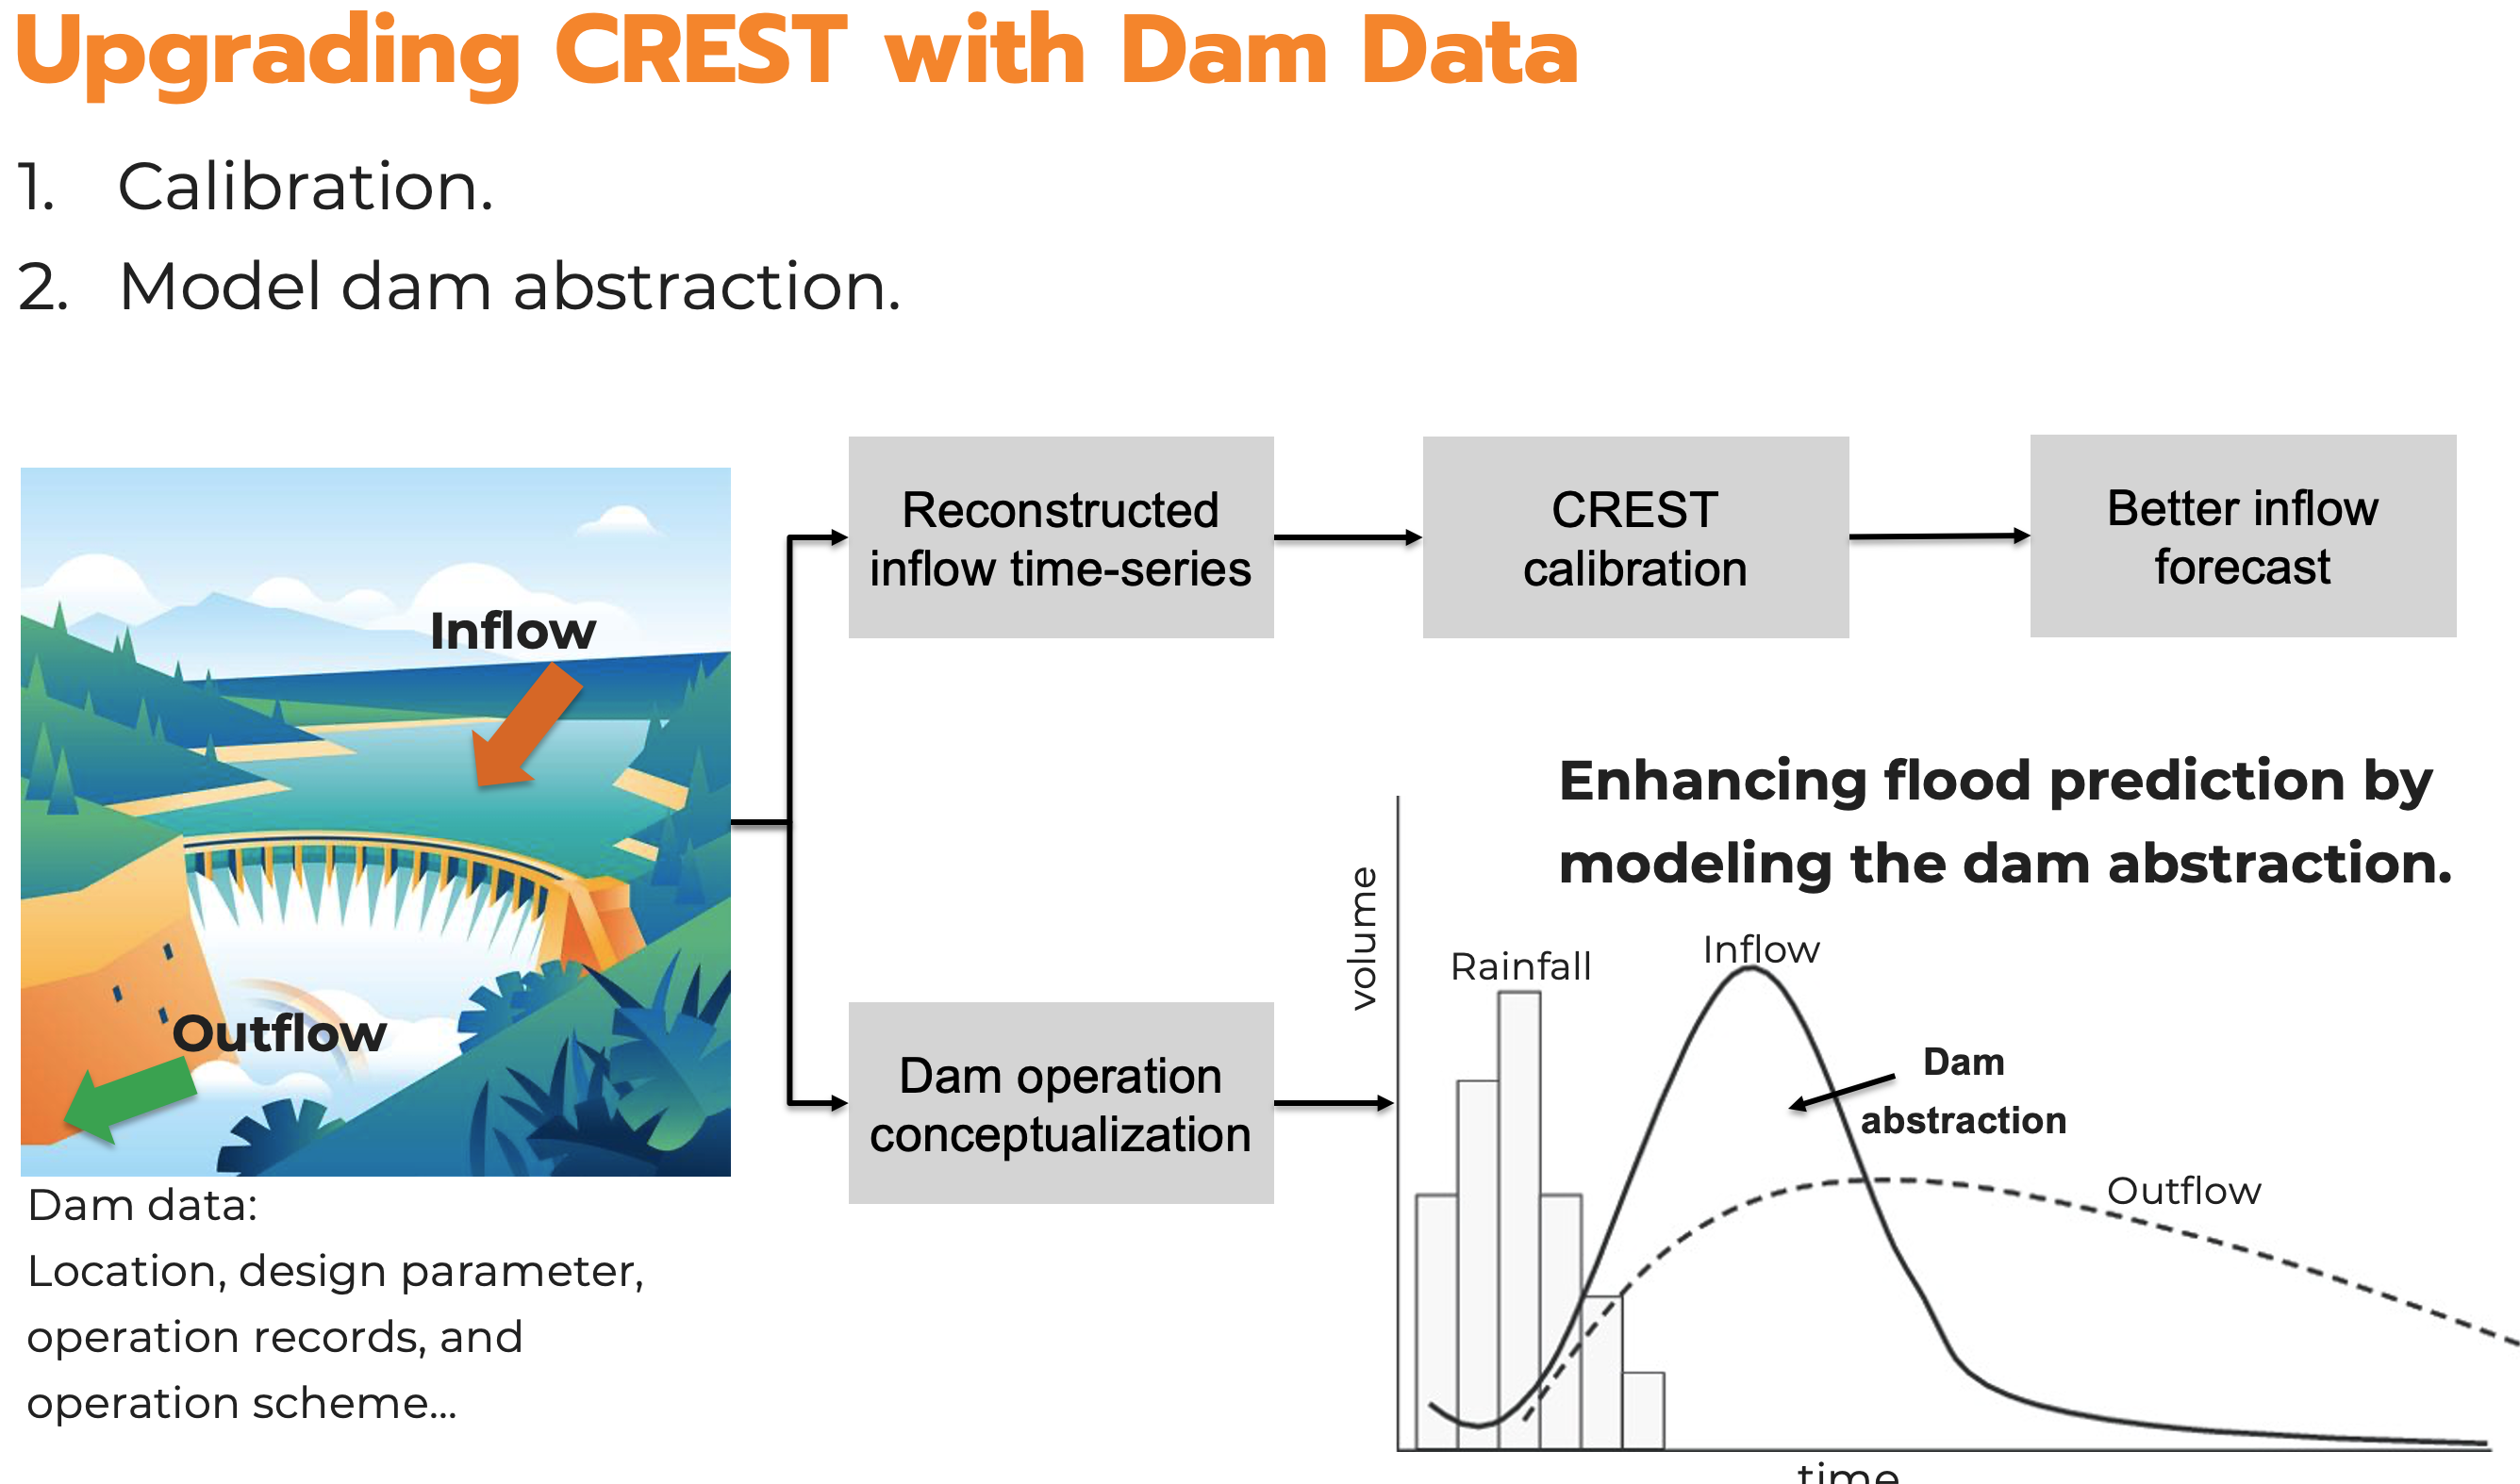 Upgrading CREST with Dam Data
1. Calibration.
2. Model dam abstraction.
Inflow
Outflow
Dam data:
Location, design parameter,
operation records, and
operation scheme...
Reconstructed
inflow time-series
CREST
calibration
Better inflow
forecast
Dam operation
conceptualization
Enhancing flood prediction by
modeling the dam abstraction.
volume
Rainfall
Inflow
Dam
abstraction
Outflow
time